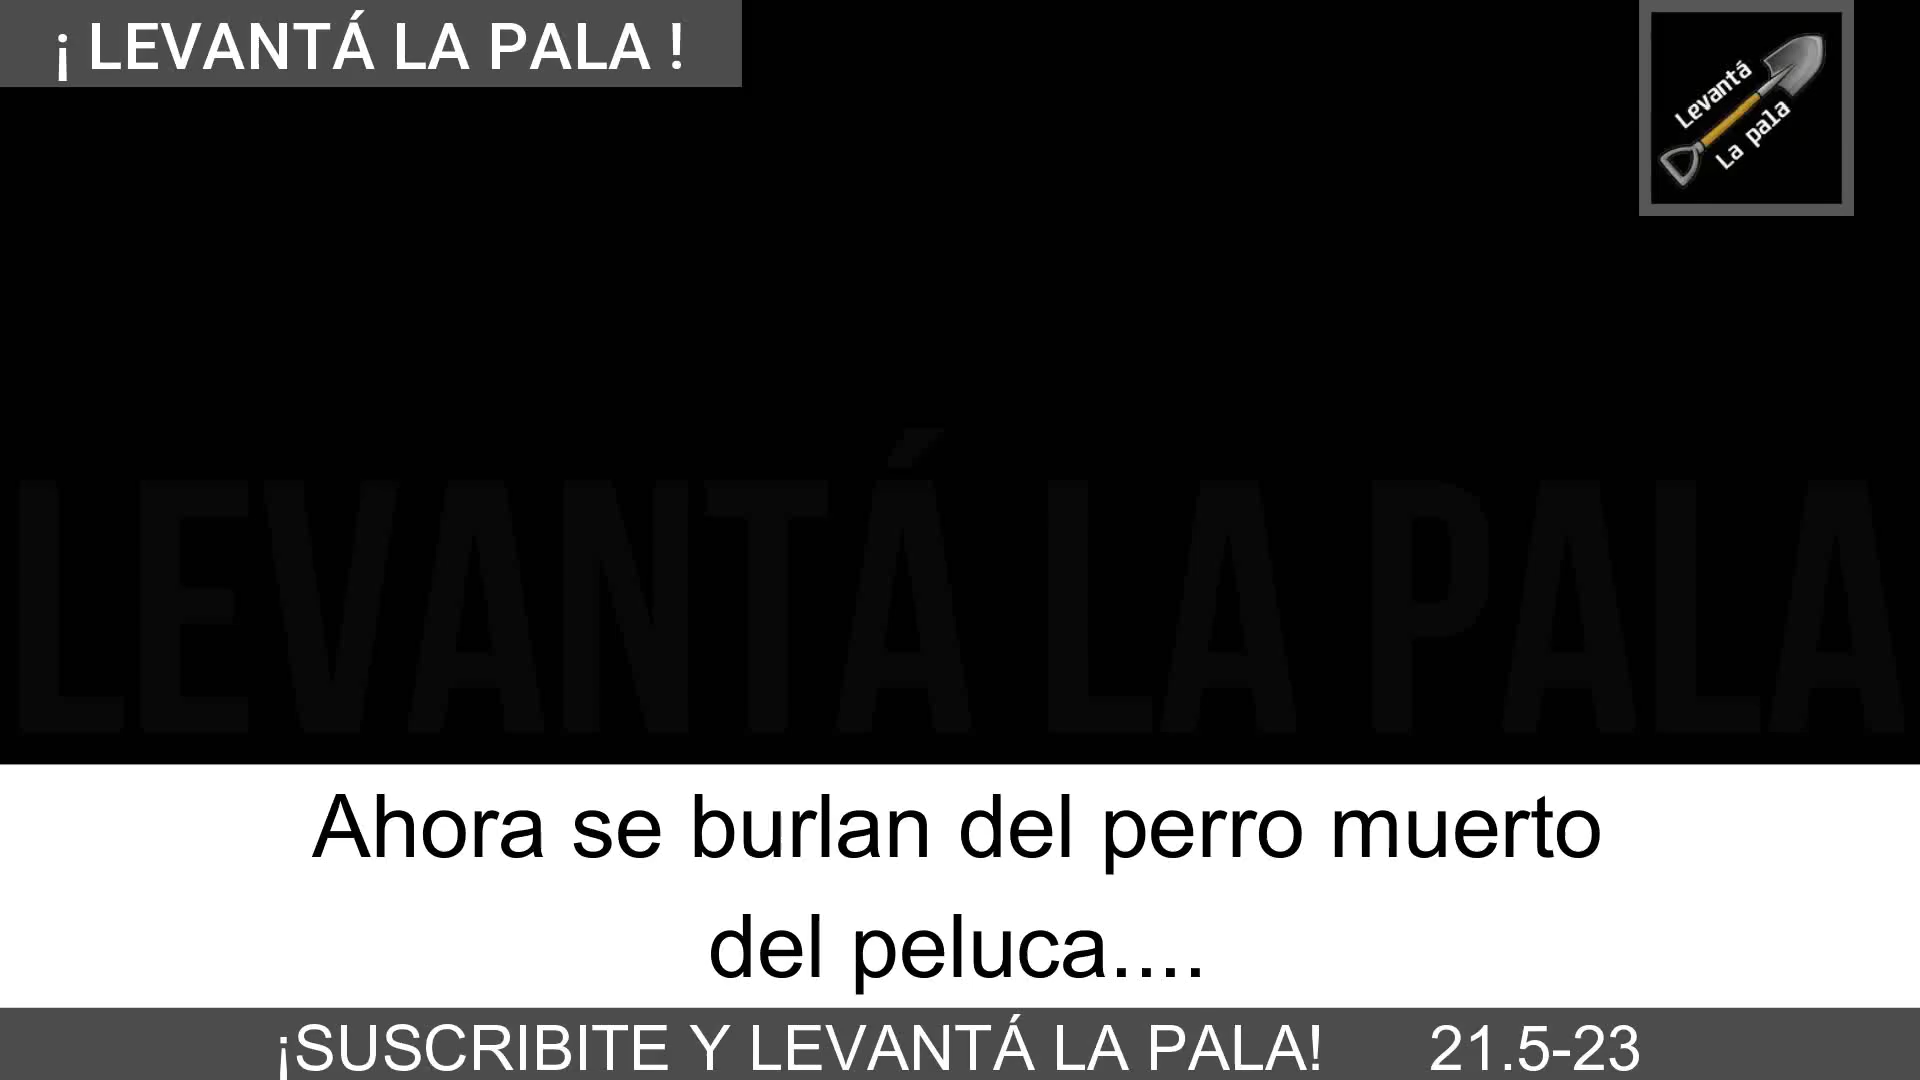 ¡ LEVANTÁ LA PALA !
Levantá
La pala
LEVANTÁ LA PALA
Ahora se burlan del perro muerto
del peluca....
¡SUSCRIBITE Y LEVANTÁ LA PALA! 21.5-23